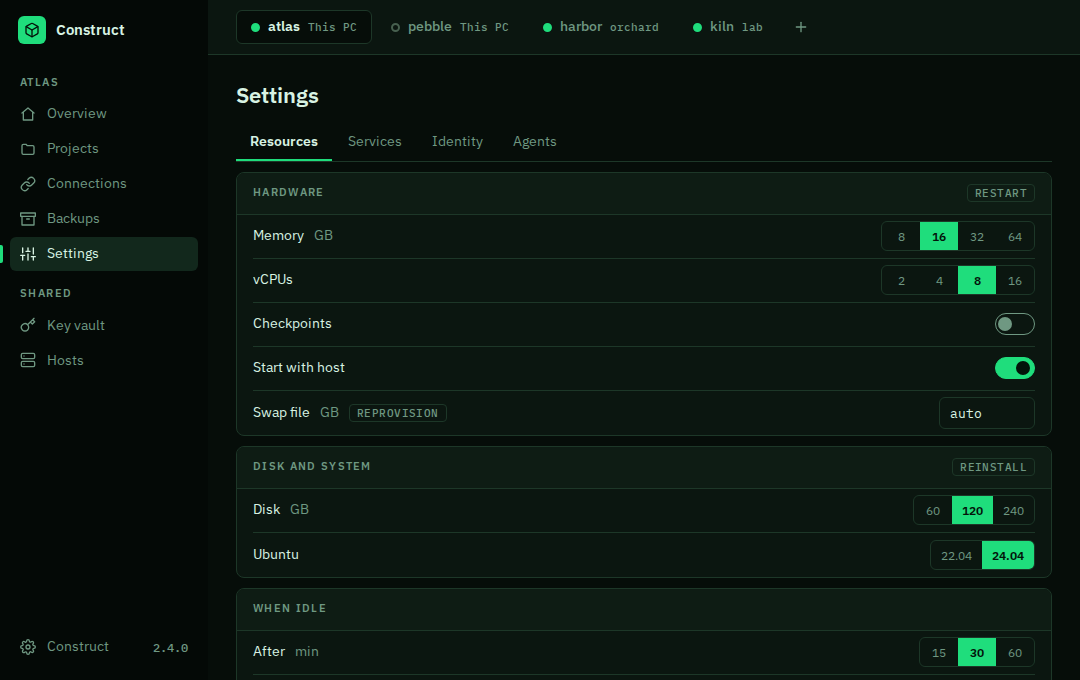 Construct
atlas This PC
pebble This PC
harbor orchard
kiln lab
ATLAS
Overview
Projects
Connections
Backups
Settings
SHARED
Key vault
Hosts
Construct 2.4.0
Settings
Resources Services Identity Agents
HARDWARE RESTART
Memory GB 8 16 32 64
vCPUs 2 4 8 16
Checkpoints
Start with host
Swap file GB REPROVISION auto
DISK AND SYSTEM REINSTALL
Disk GB 60 120 240
Ubuntu 22.04 24.04
WHEN IDLE
After min 15 30 60